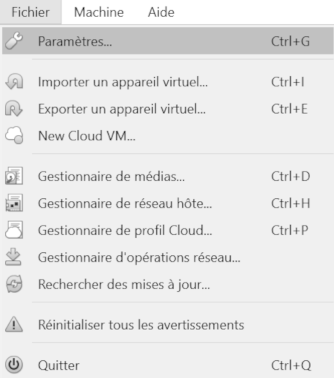 Fichier Machine Aide
Paramètres... Ctrl+G
Importer un appareil virtuel... Ctrl+I
Exporter un appareil virtuel... Ctrl+E
New Cloud VM...
Gestionnaire de médias... Ctrl+D
Gestionnaire de réseau hôte... Ctrl+H
Gestionnaire de profil Cloud... Ctrl+P
Gestionnaire d'opérations réseau...
Rechercher des mises à jour...
Réinitialiser tous les avertissements
Quitter Ctrl+Q